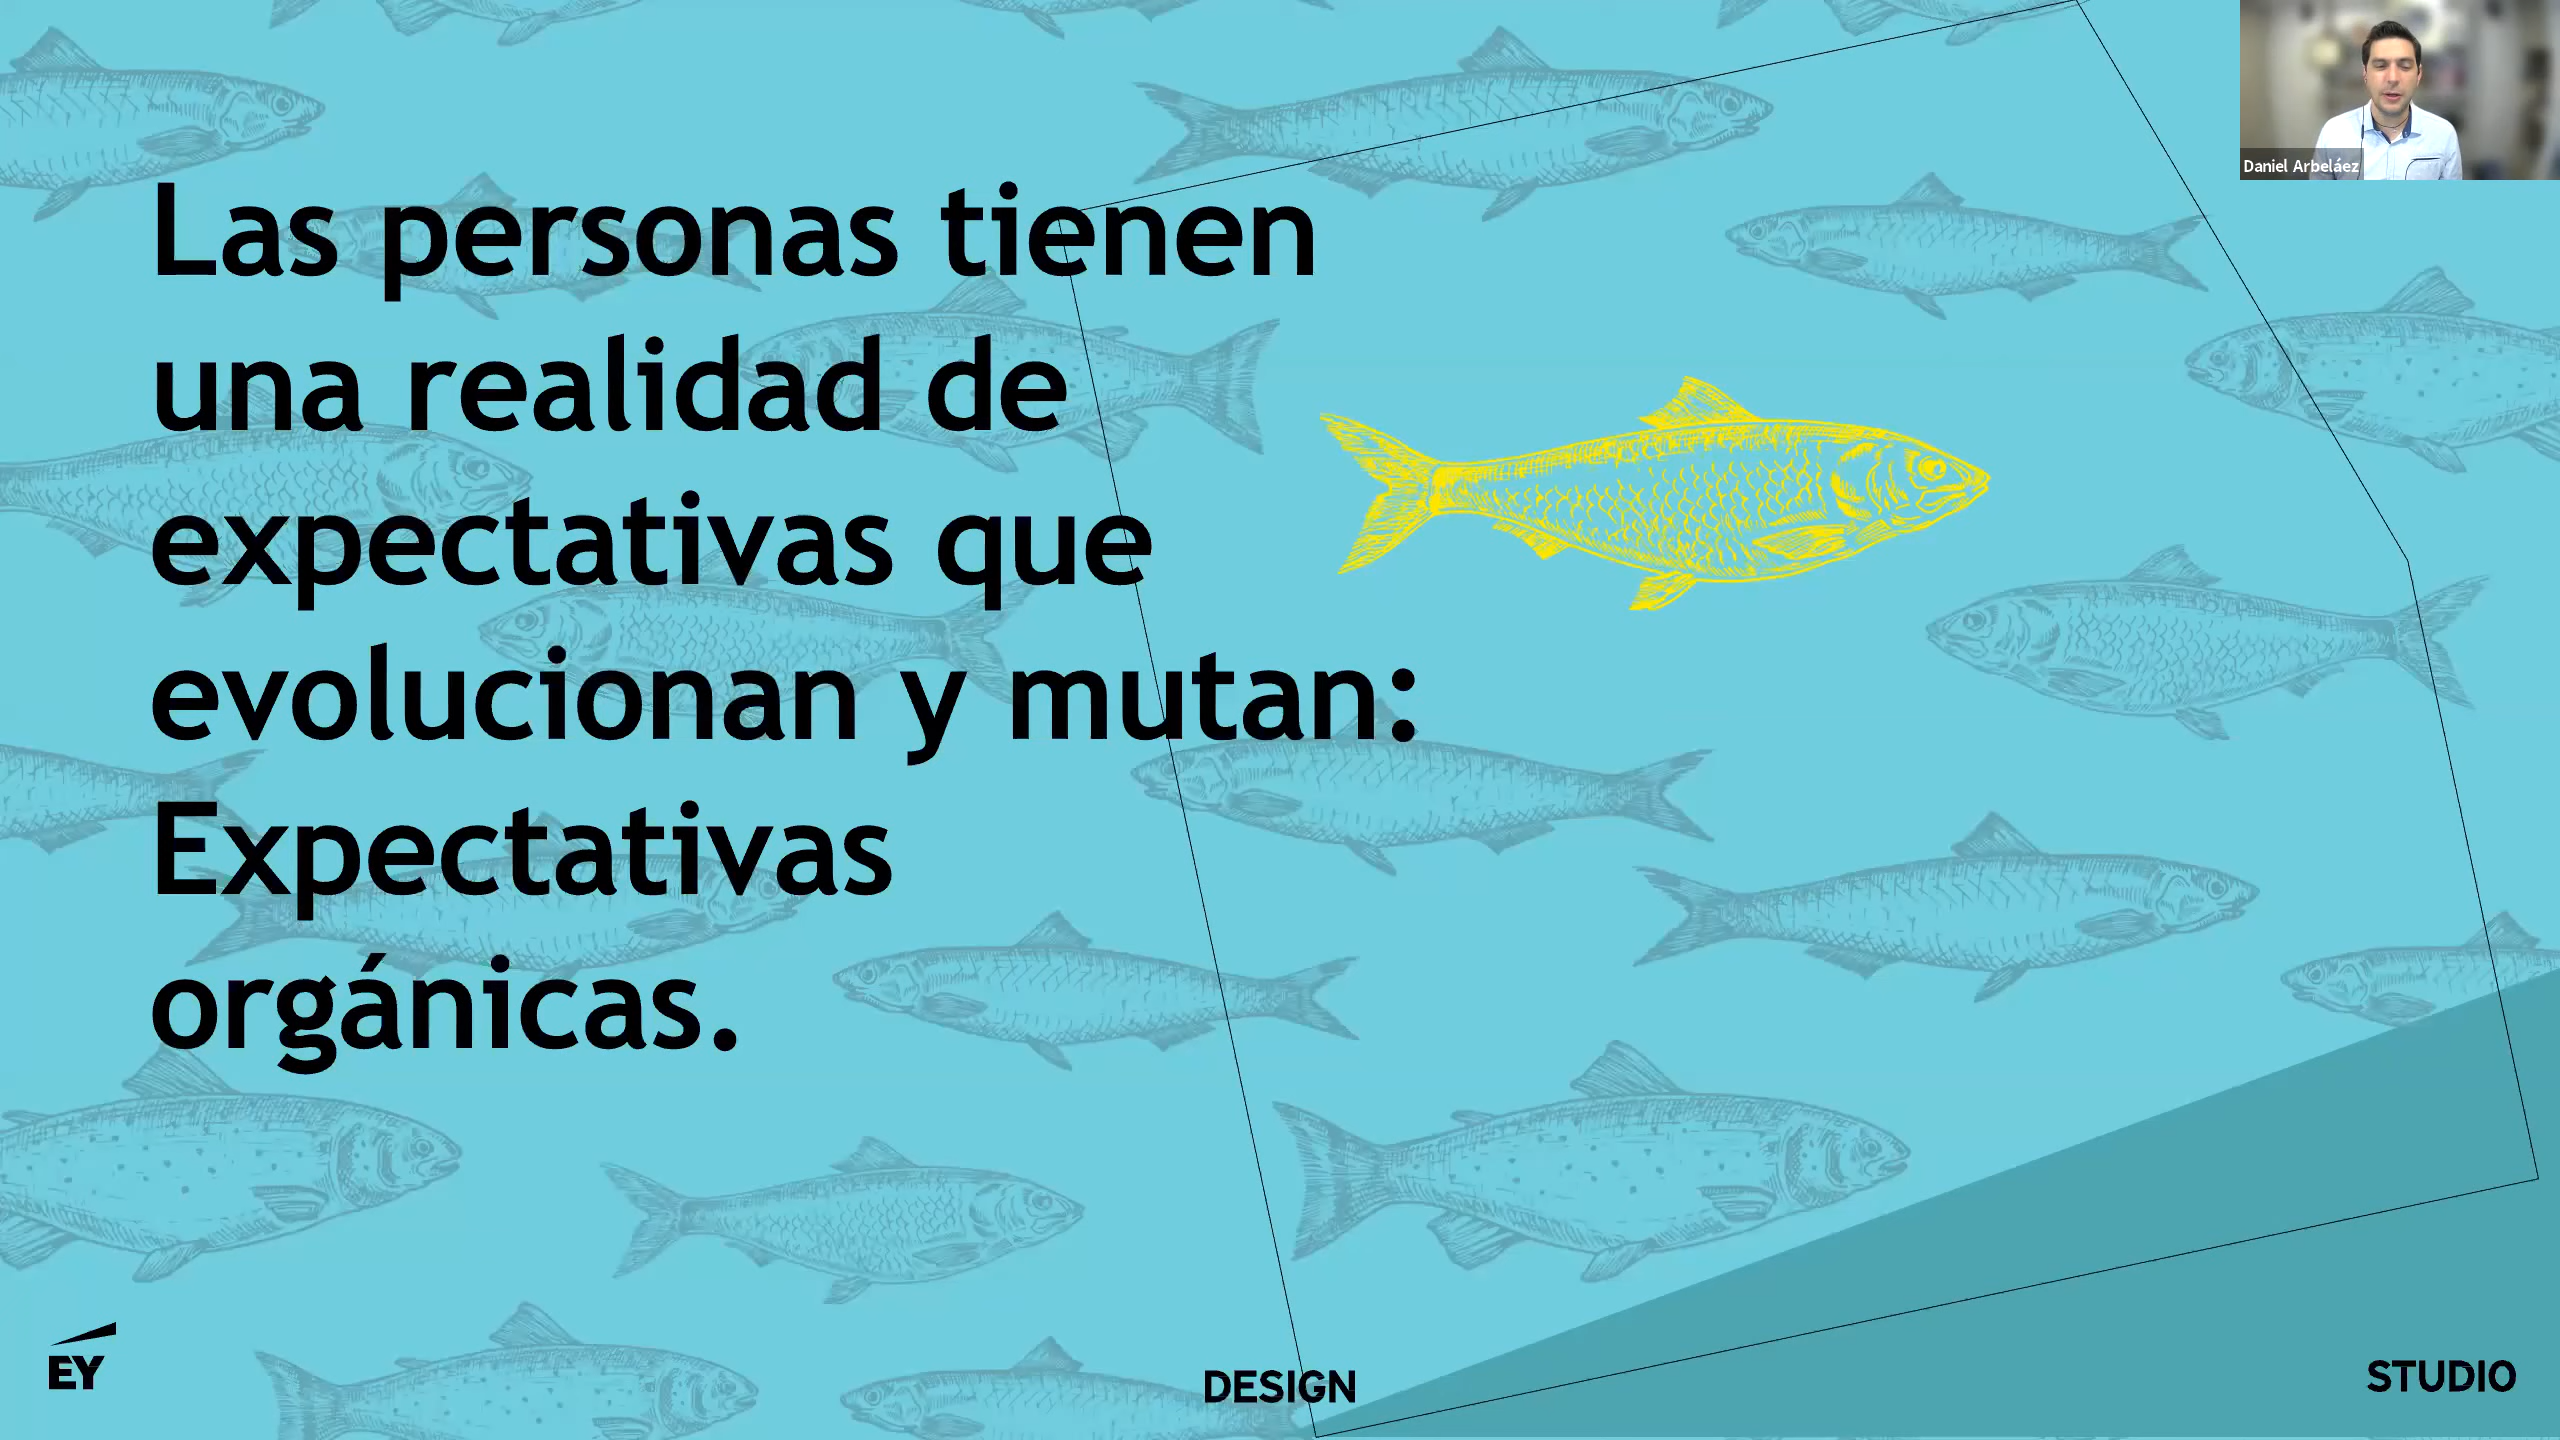 Daniel Arbeláez
Las personas tienen
una realidad de
expectativas que
evolucionan y mutan:
Expectativas
orgánicas.
EY
DESIGN
STUDIO